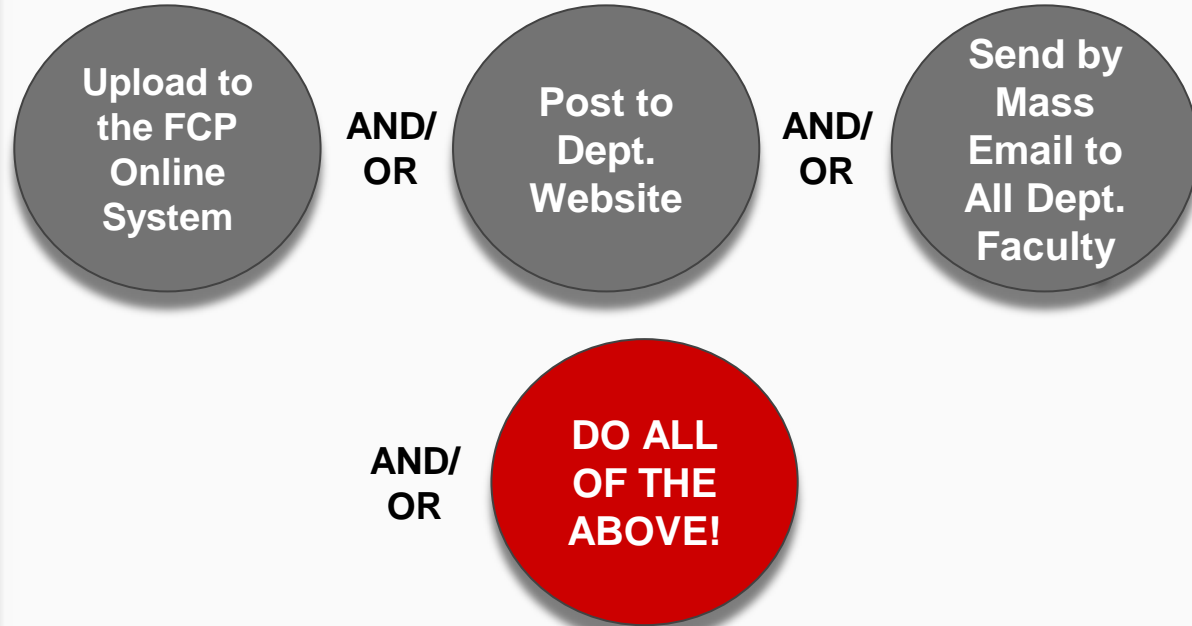 Upload to
the FCP
Online
System
AND/
OR
Post to
Dept.
Website
AND/
OR
Send by
Mass
Email to
All Dept.
Faculty
AND/
OR
DO ALL
OF THE
ABOVE!